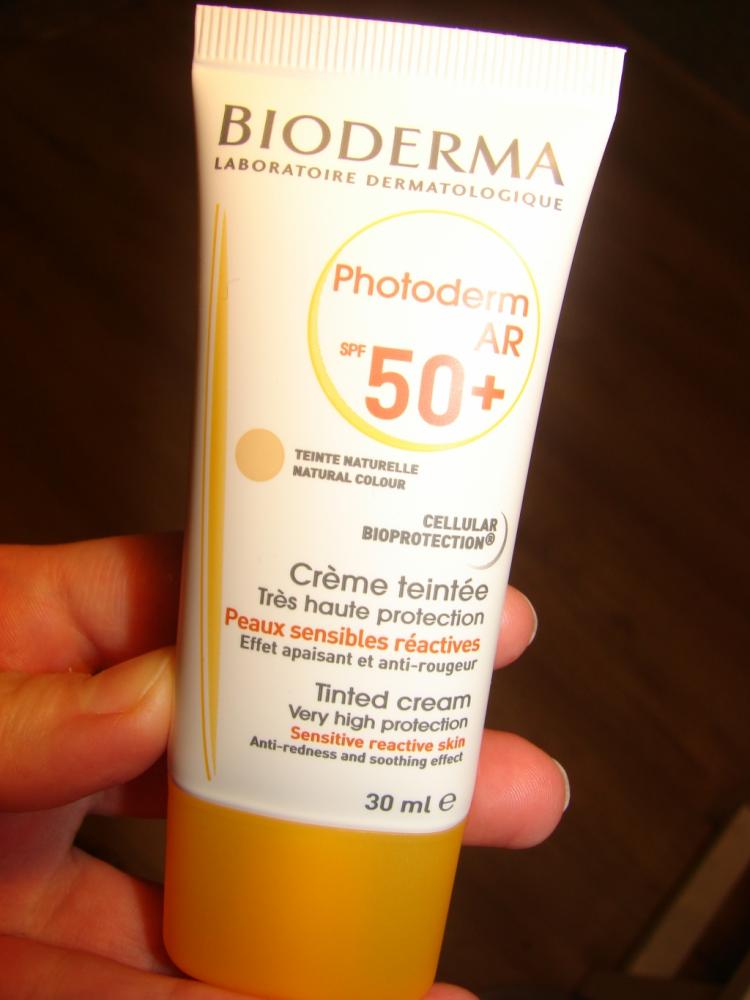 BIODERMA
LABORATOIRE DERMATOLOGIQUE
Photoderm
AR
SPF 50+
TEINTE NATURELLE
NATURAL COLOUR
CELLULAR
BIOPROTECTION®
Crème teintée
Très haute protection
Peaux sensibles réactives
Effet apaisant et anti-rougeur
Tinted cream
Very high protection
Sensitive reactive skin
Anti-redness and soothing effect
30 ml ℮